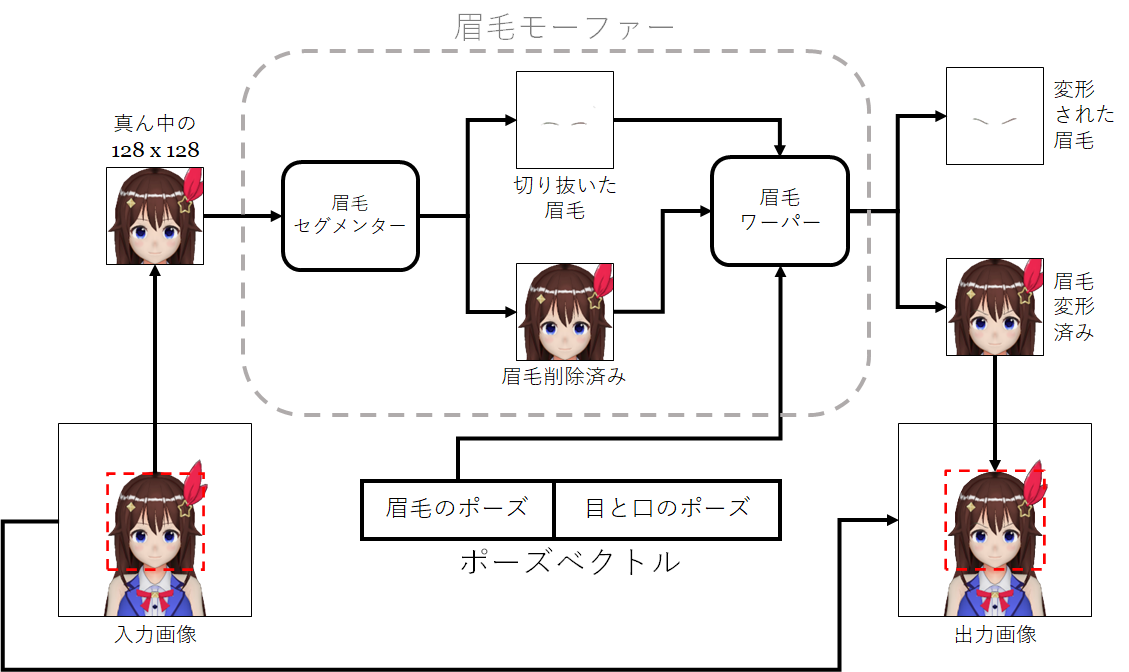 眉毛モーファー
真ん中の
128 x 128
眉毛
セグメンター
切り抜いた
眉毛
眉毛削除済み
眉毛
ワーパー
変形
された
眉毛
眉毛
変形
済み
眉毛のポーズ
目と口のポーズ
ポーズベクトル
入力画像
出力画像